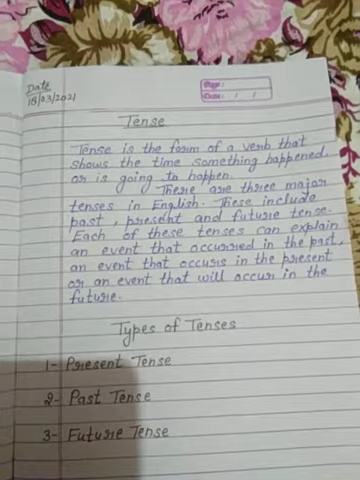 Date
18/03/2021
Page:
Date: / /
Tense
Tense is the form of a verb that
shows the time something happened,
or is going to happen.
There are three major
tenses in English. These include
past, present and future tense.
Each of these tenses can explain
an event that occurred in the past,
an event that occurs in the present
or an event that will occur in the
future.
Types of Tenses
1- Present Tense
2- Past Tense
3- Future Tense